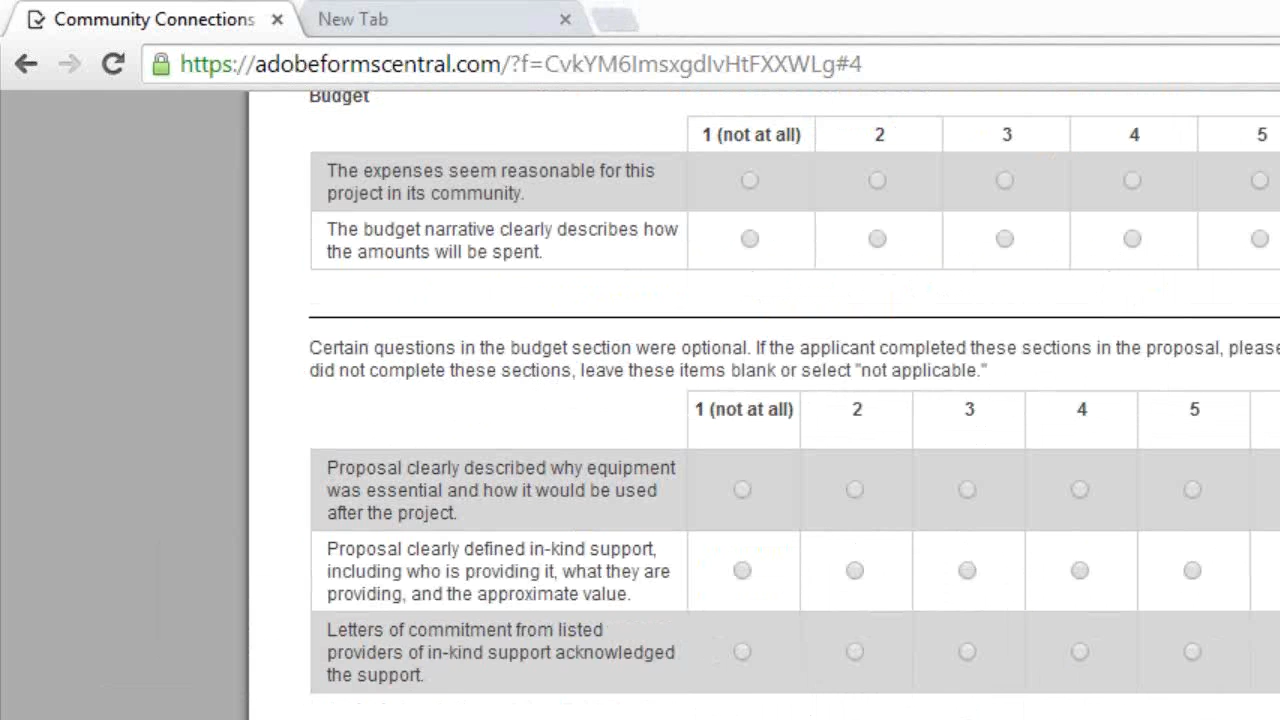 Community Connections
New Tab
https://adobeformscentral.com/?f=CvkYM6ImsxgdIvHtFXXWLg#4
Budget
1 (not at all) 2 3 4 5
The expenses seem reasonable for this
project in its community.
The budget narrative clearly describes how
the amounts will be spent.
Certain questions in the budget section were optional. If the applicant completed these sections in the proposal, please
did not complete these sections, leave these items blank or select "not applicable."
1 (not at all) 2 3 4 5
Proposal clearly described why equipment
was essential and how it would be used
after the project.
Proposal clearly defined in-kind support,
including who is providing it, what they are
providing, and the approximate value.
Letters of commitment from listed
providers of in-kind support acknowledged
the support.